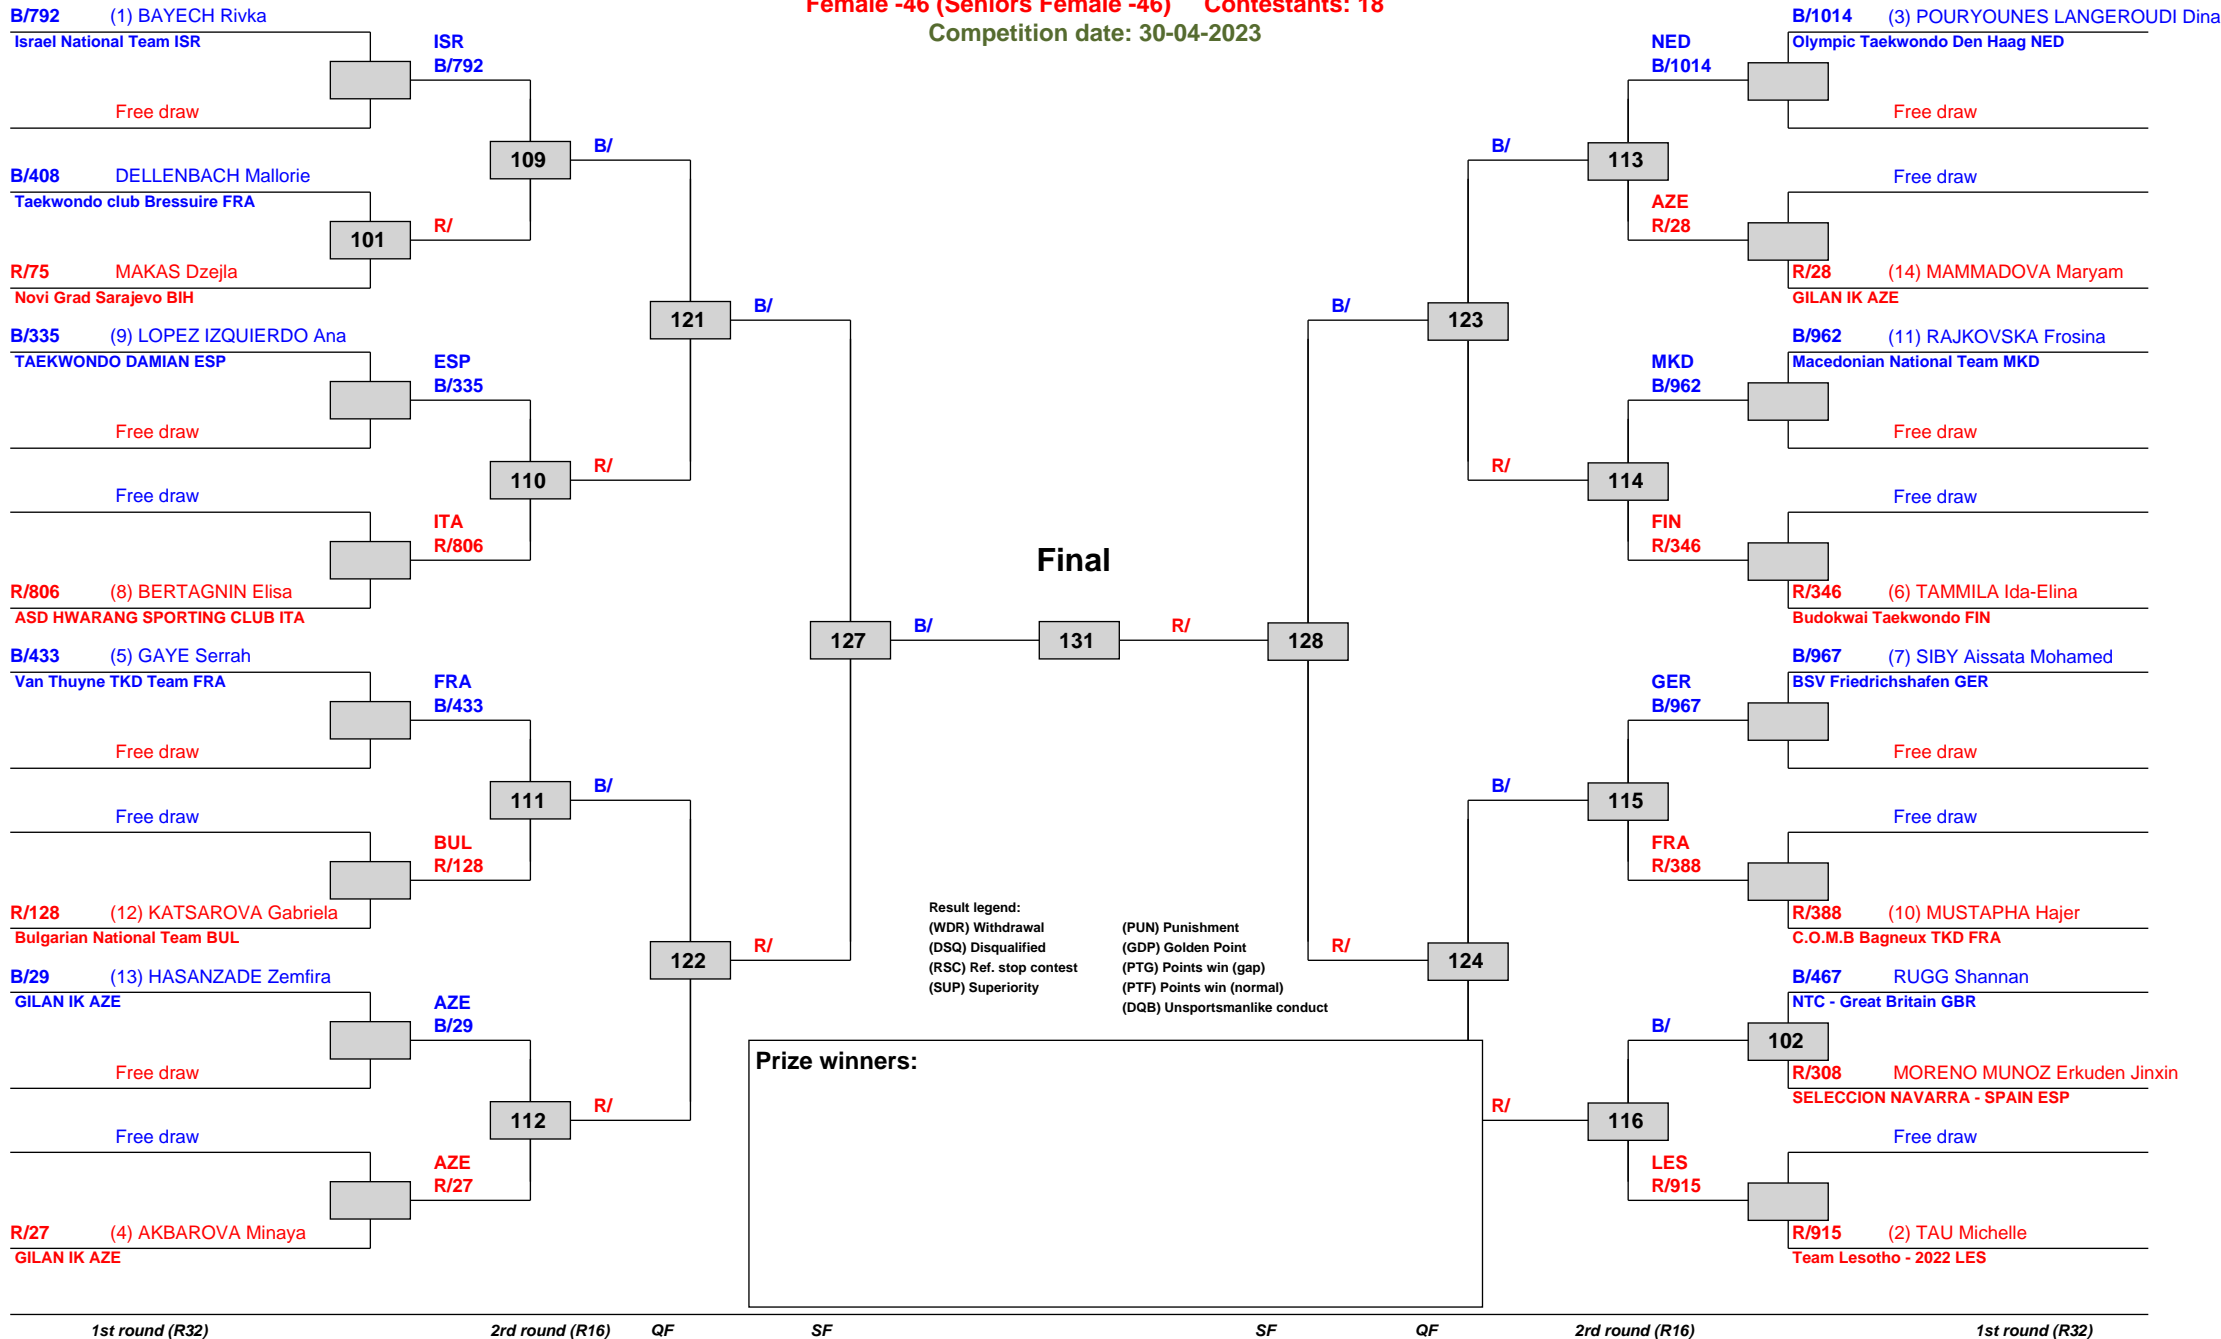 Female -46 (Seniors Female -46) Contestants: 18
Competition date: 30-04-2023
B/792 (1) BAYECH Rivka
Israel National Team ISR
Free draw
ISR
B/792
B/408 DELLENBACH Mallorie
Taekwondo club Bressuire FRA
101
R/
R/75 MAKAS Dzejla
Novi Grad Sarajevo BIH
109
B/
B/335 (9) LOPEZ IZQUIERDO Ana
TAEKWONDO DAMIAN ESP
Free draw
ESP
B/335
Free draw
ITA
R/806
R/806 (8) BERTAGNIN Elisa
ASD HWARANG SPORTING CLUB ITA
110
R/
121
B/
B/433 (5) GAYE Serrah
Van Thuyne TKD Team FRA
Free draw
FRA
B/433
Free draw
BUL
R/128
R/128 (12) KATSAROVA Gabriela
Bulgarian National Team BUL
111
B/
B/29 (13) HASANZADE Zemfira
GILAN IK AZE
Free draw
AZE
B/29
Free draw
AZE
R/27
R/27 (4) AKBAROVA Minaya
GILAN IK AZE
112
R/
122
R/
127
B/
Final
131
R/
128
B/1014 (3) POURYOUNES LANGEROUDI Dina
Olympic Taekwondo Den Haag NED
Free draw
NED
B/1014
Free draw
AZE
R/28
R/28 (14) MAMMADOVA Maryam
GILAN IK AZE
113
B/
B/962 (11) RAJKOVSKA Frosina
Macedonian National Team MKD
Free draw
MKD
B/962
Free draw
FIN
R/346
R/346 (6) TAMMILA Ida-Elina
Budokwai Taekwondo FIN
114
R/
123
B/
B/967 (7) SIBY Aissata Mohamed
BSV Friedrichshafen GER
Free draw
GER
B/967
Free draw
FRA
R/388
R/388 (10) MUSTAPHA Hajer
C.O.M.B Bagneux TKD FRA
115
B/
B/467 RUGG Shannan
NTC - Great Britain GBR
102
B/
R/308 MORENO MUNOZ Erkuden Jinxin
SELECCION NAVARRA - SPAIN ESP
Free draw
LES
R/915
R/915 (2) TAU Michelle
Team Lesotho - 2022 LES
116
R/
124
R/
Result legend:
(WDR) Withdrawal (PUN) Punishment
(DSQ) Disqualified (GDP) Golden Point
(RSC) Ref. stop contest (PTG) Points win (gap)
(SUP) Superiority (PTF) Points win (normal)
(DQB) Unsportsmanlike conduct
Prize winners:
1st round (R32) 2rd round (R16) QF SF SF QF 2rd round (R16) 1st round (R32)